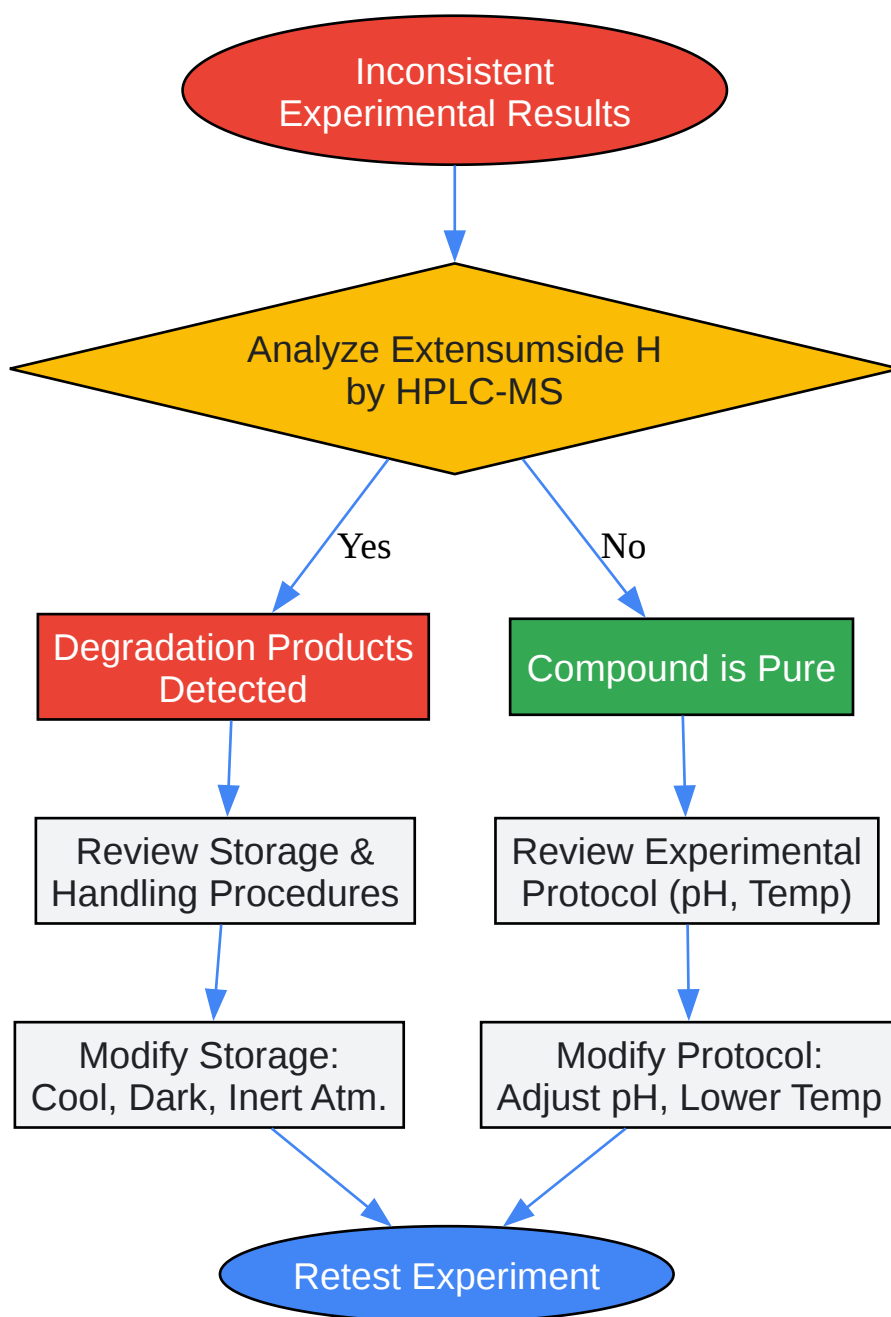 Inconsistent
Experimental Results
Analyze Extensumside H
by HPLC-MS
Yes
No
Degradation Products
Detected
Compound is Pure
Review Storage &
Handling Procedures
Review Experimental
Protocol (pH, Temp)
Modify Storage:
Cool, Dark, Inert Atm.
Modify Protocol:
Adjust pH, Lower Temp
Retest Experiment